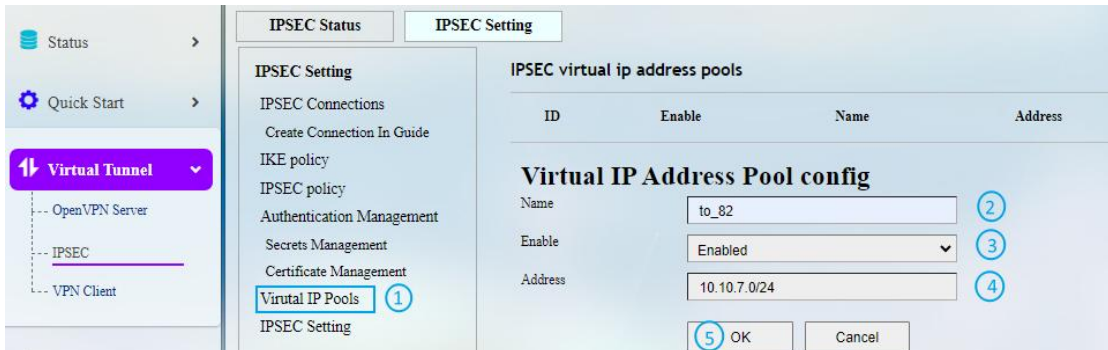 Status
Quick Start
Virtual Tunnel
OpenVPN Server
IPSEC
VPN Client
IPSEC Status
IPSEC Setting
IPSEC Setting
IPSEC Connections
Create Connection In Guide
IKE policy
IPSEC policy
Authentication Management
Secrets Management
Certificate Management
Virutal IP Pools 1
IPSEC Setting
IPSEC virtual ip address pools
ID Enable Name Address
Virtual IP Address Pool config
Name to_82 2
Enable Enabled 3
Address 10.10.7.0/24 4
5 OK Cancel